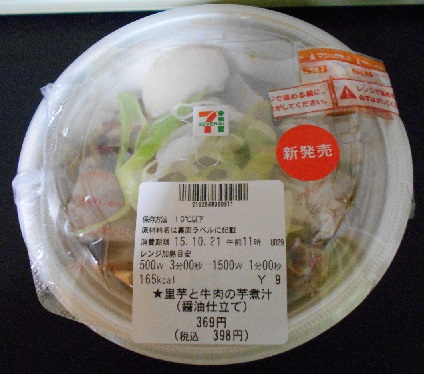 7
SEVEN&i
新発売
S&B
保存方法 10℃以下
原材料名は裏面ラベルに記載
消費期限 15.10.21 午前11時
レンジ加熱目安
500W 3分00秒 1500W 1分00秒
165kcal Y 9
★里芋と牛肉の芋煮汁
(醤油仕立て)
369円
(税込 398円)